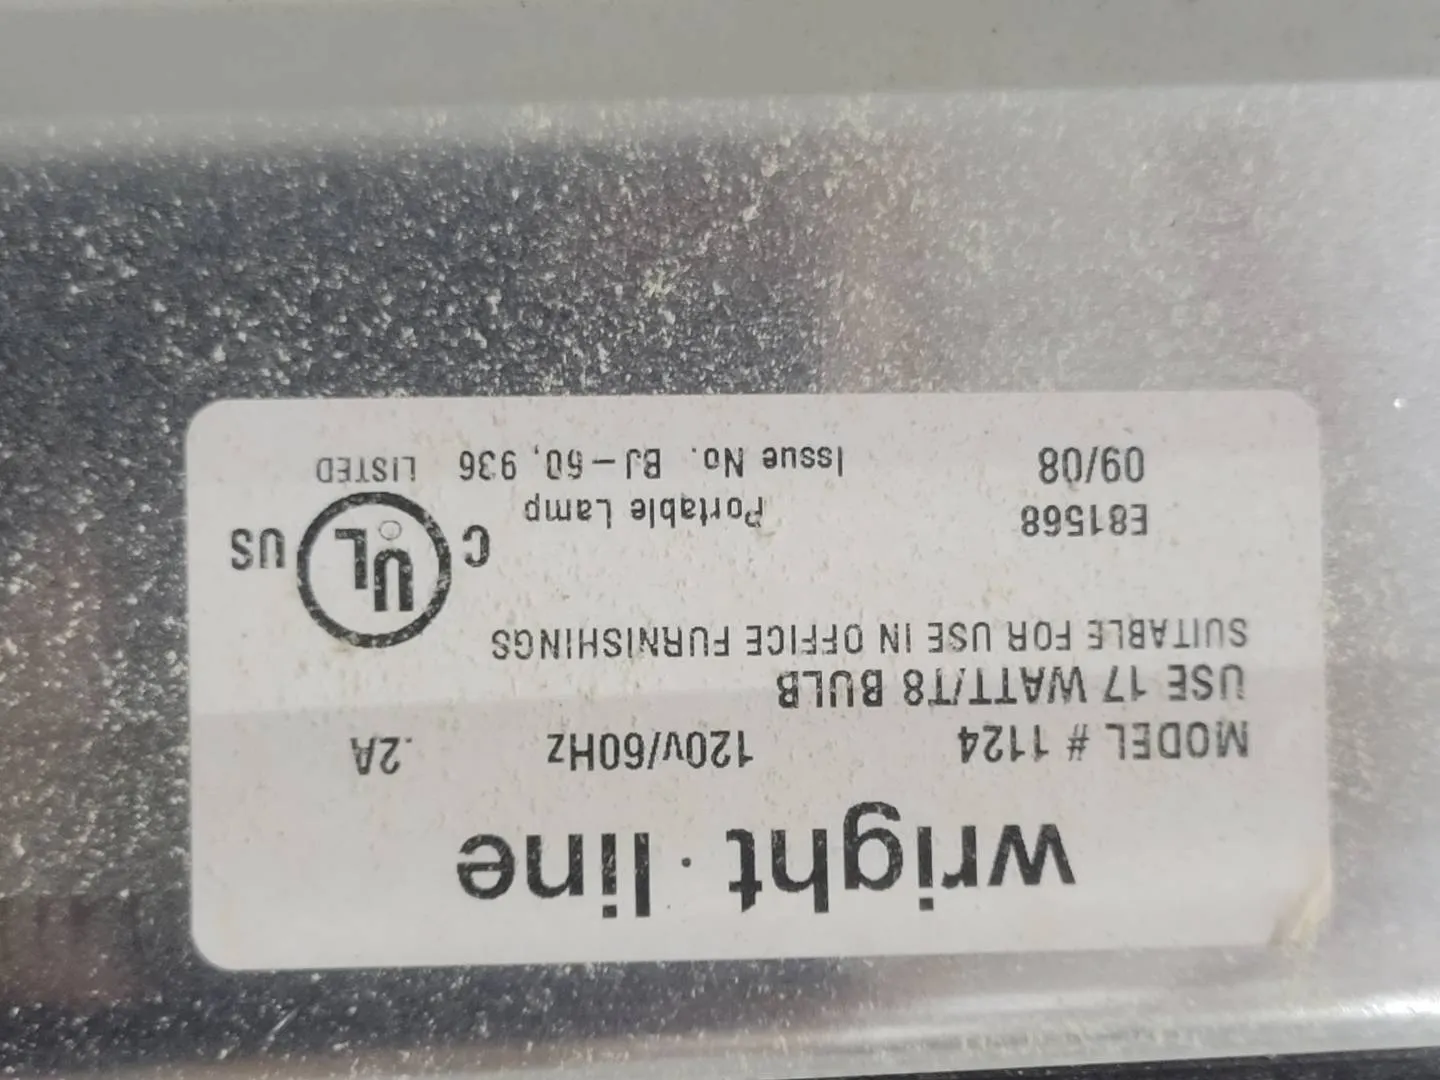 wright·line
MODEL # 1124 120v/60Hz .2A
USE 17 WATT/T8 BULB
SUITABLE FOR USE IN OFFICE FURNISHINGS
E81568 Portable Lamp C UL US
09/08 Issue No. BJ-60,936 LISTED